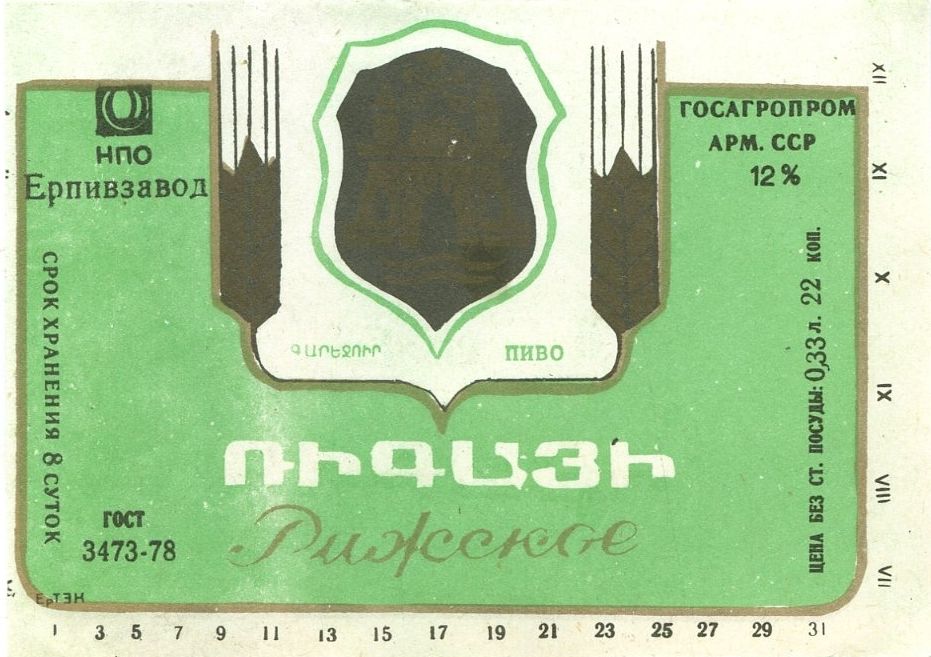 НПО
Ерпивзавод
ГОСАГРОПРОМ
АРМ. ССР
12 %
СРОК ХРАНЕНИЯ 8 СУТОК
ԳԱՐԵՋՈՒՐ
ПИВО
ՌԻԳԱՅԻ
Рижское
ГОСТ
3473-78
ЦЕНА БЕЗ СТ. ПОСУДЫ: 0,33 л. 22 коп.
XII
XI
X
IX
VIII
VII
ЕрТЭК
1 3 5 7 9 11 13 15 17 19 21 23 25 27 29 31